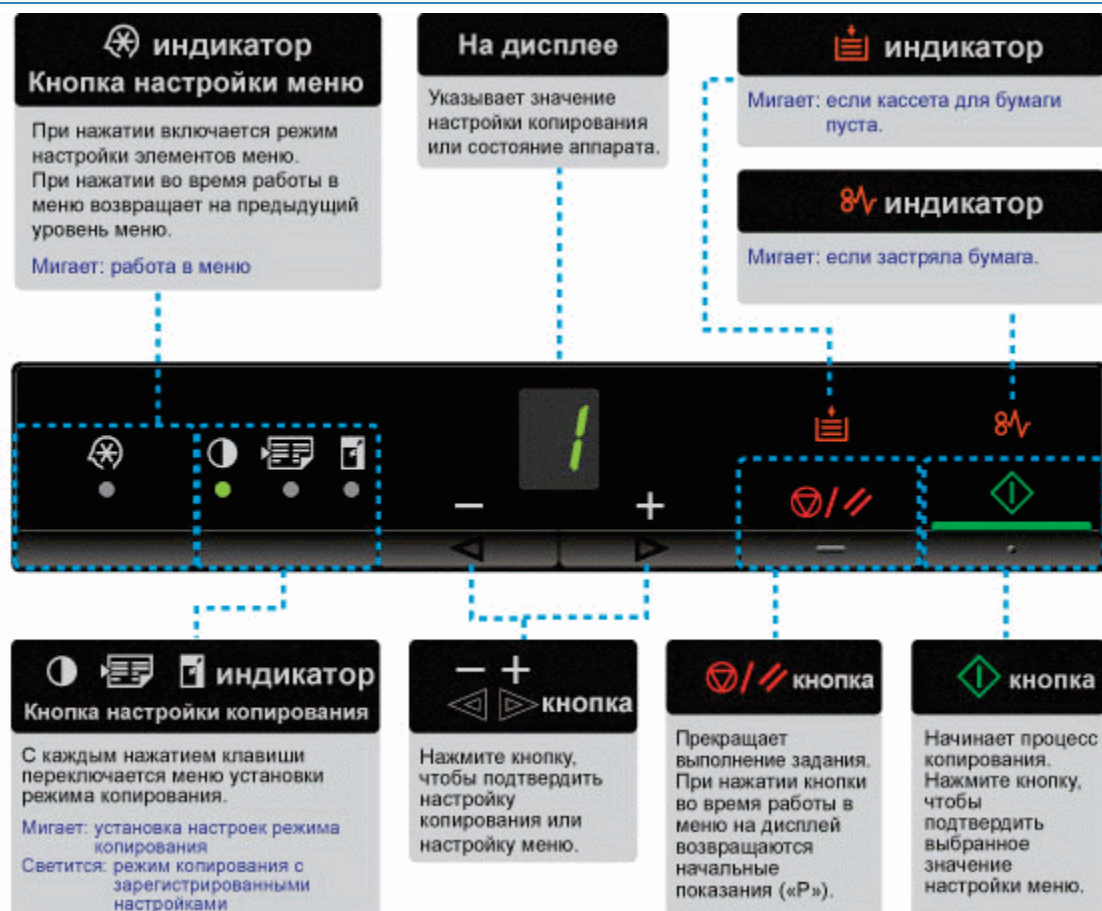 индикатор
Кнопка настройки меню
При нажатии включается режим
настройки элементов меню.
При нажатии во время работы в
меню возвращает на предыдущий
уровень меню.
Мигает: работа в меню
На дисплее
Указывает значение
настройки копирования
или состояние аппарата.
индикатор
Мигает: если кассета для бумаги
пуста.
индикатор
Мигает: если застряла бумага.
1
− +
индикатор
Кнопка настройки копирования
С каждым нажатием клавиши
переключается меню установки
режима копирования.
Мигает: установка настроек режима
копирования
Светится: режим копирования с
зарегистрированными
настройками
− +
кнопка
Нажмите кнопку,
чтобы подтвердить
настройку
копирования или
настройку меню.
кнопка
Прекращает
выполнение задания.
При нажатии кнопки
во время работы в
меню на дисплей
возвращаются
начальные
показания («P»).
кнопка
Начинает процесс
копирования.
Нажмите кнопку,
чтобы
подтвердить
выбранное
значение
настройки меню.